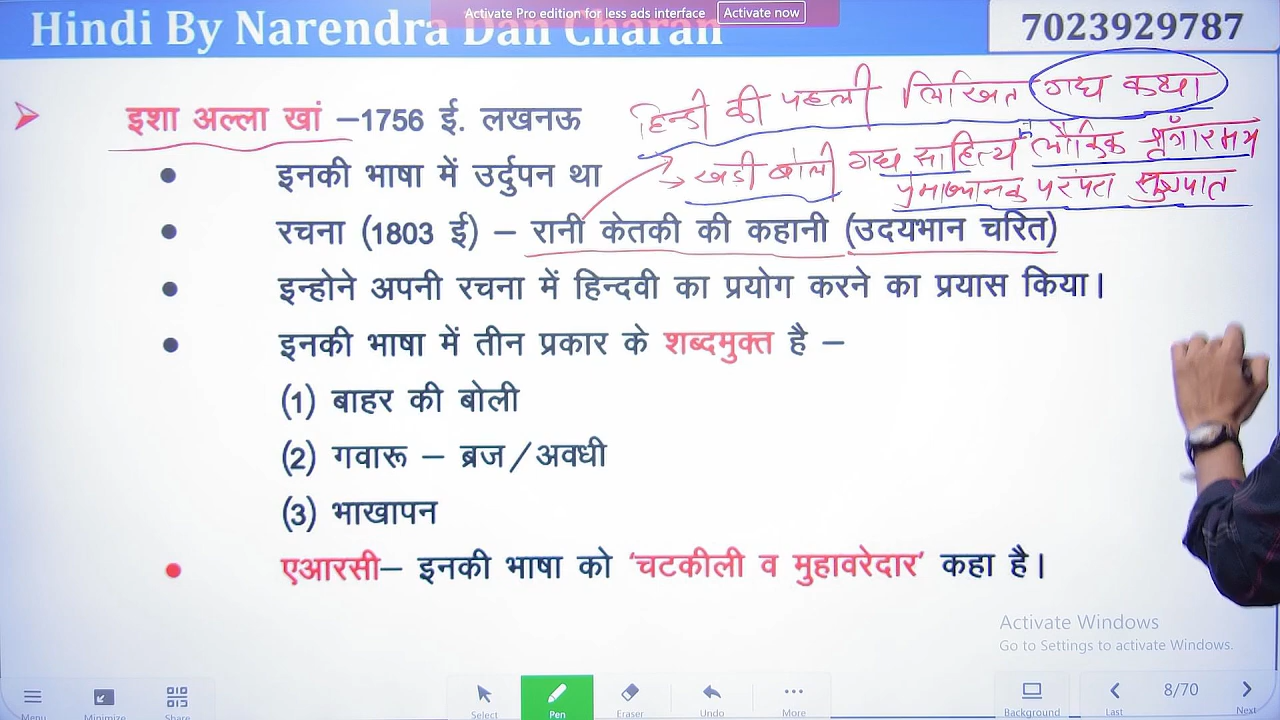 Activate Pro edition for less ads interface Activate now
Hindi By Narendra Dan Charan 7023929787
हिन्दी की पहली लिखित गद्य कथा
इशा अल्ला खां –1756 ई. लखनऊ
खड़ी बोली गद्य साहित्य में लौकिक श्रृँगारमय
प्रेमाख्यानक परंपरा सूत्रपात
• इनकी भाषा में उर्दुपन था
• रचना (1803 ई) – रानी केतकी की कहानी (उदयभान चरित)
• इन्होने अपनी रचना में हिन्दवी का प्रयोग करने का प्रयास किया।
• इनकी भाषा में तीन प्रकार के शब्दमुक्त है –
(1) बाहर की बोली
(2) गवारू – ब्रज/अवधी
(3) भाखापन
• एआरसी– इनकी भाषा को 'चटकीली व मुहावरेदार' कहा है।
Activate Windows
Go to Settings to activate Windows.
Menu Minimize Share Select Pen Eraser Undo More Background Last 8/70 Next